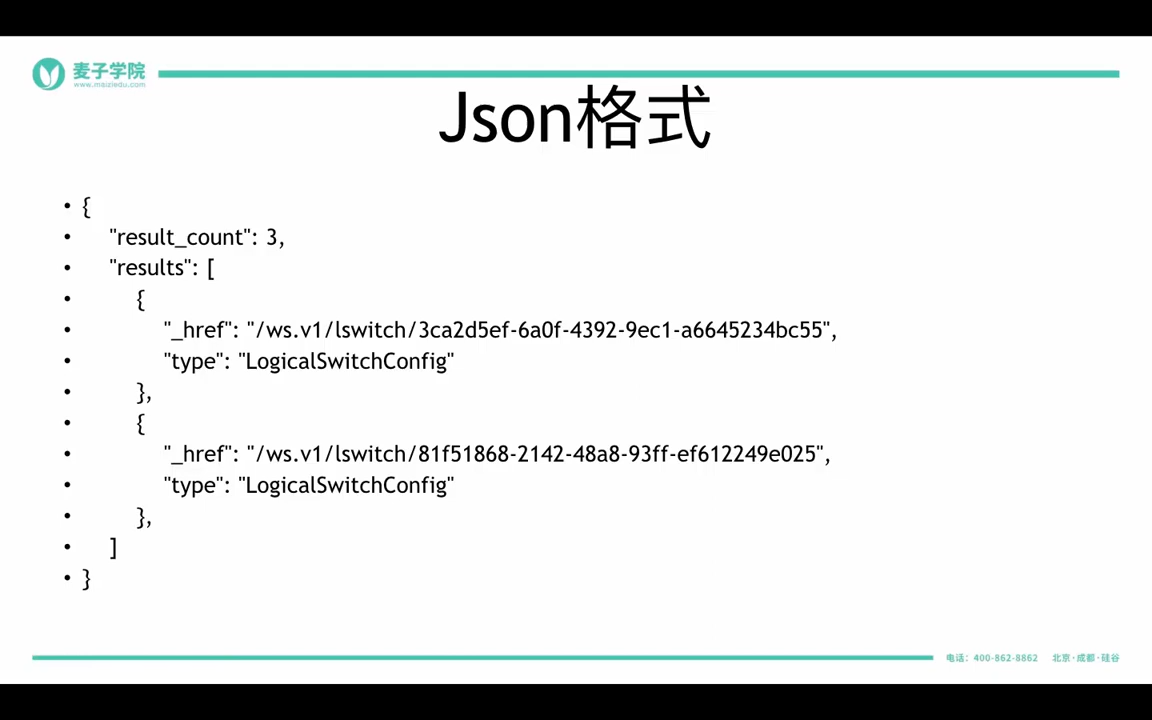 麦子学院
www.maiziedu.com
Json格式
• {
• "result_count": 3,
• "results": [
• {
• "_href": "/ws.v1/lswitch/3ca2d5ef-6a0f-4392-9ec1-a6645234bc55",
• "type": "LogicalSwitchConfig"
• },
• {
• "_href": "/ws.v1/lswitch/81f51868-2142-48a8-93ff-ef612249e025",
• "type": "LogicalSwitchConfig"
• },
• ]
• }
电话：400-862-8862 北京·成都·硅谷